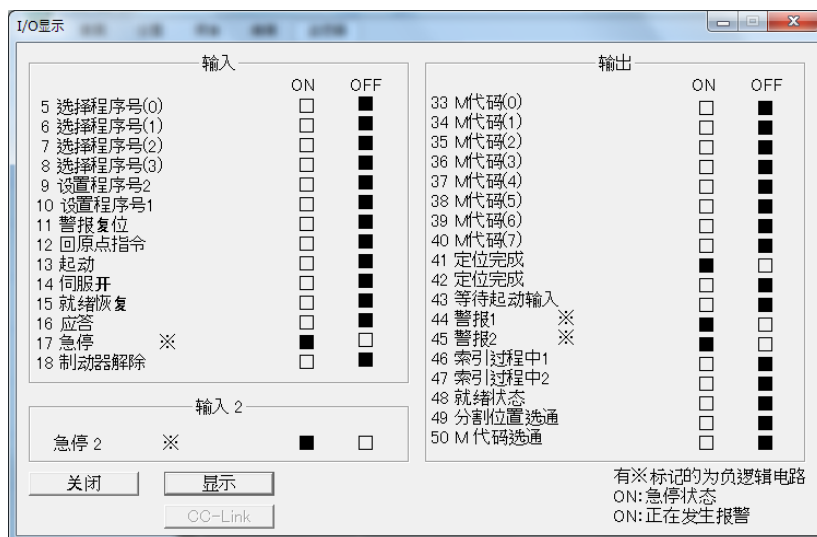 I/O显示
输入
ON OFF
5 选择程序号(0)
6 选择程序号(1)
7 选择程序号(2)
8 选择程序号(3)
9 设置程序号2
10 设置程序号1
11 警报复位
12 回原点指令
13 起动
14 伺服开
15 就绪恢复
16 应答
17 急停 ※
18 制动器解除
输入 2
急停 2 ※
关闭
显示
CC-Link
输出
ON OFF
33 M代码(0)
34 M代码(1)
35 M代码(2)
36 M代码(3)
37 M代码(4)
38 M代码(5)
39 M代码(6)
40 M代码(7)
41 定位完成
42 定位完成
43 等待起动输入
44 警报1 ※
45 警报2 ※
46 索引过程中1
47 索引过程中2
48 就绪状态
49 分割位置选通
50 M 代码选通
有※标记的为负逻辑电路
ON:急停状态
ON:正在发生报警